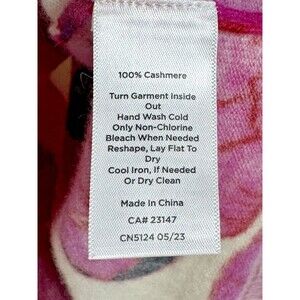 100% Cashmere
Turn Garment Inside
Out
Hand Wash Cold
Only Non-Chlorine
Bleach When Needed
Reshape, Lay Flat To
Dry
Cool Iron, If Needed
Or Dry Clean
Made In China
CA# 23147
CN5124 05/23